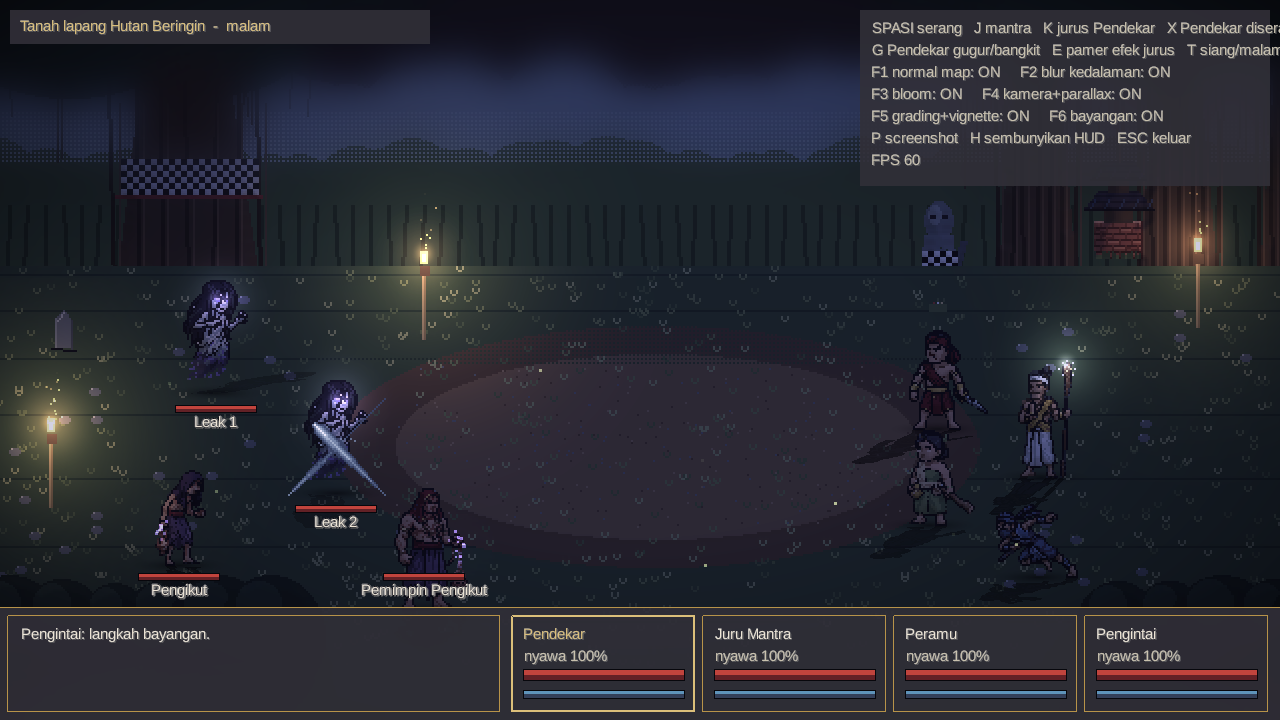 Tanah lapang Hutan Beringin - malam
SPASI serang J mantra K jurus Pendekar X Pendekar
G Pendekar gugur/bangkit E pamer efek jurus T siang/malam
F1 normal map: ON F2 blur kedalaman: ON
F3 bloom: ON F4 kamera+parallax: ON
F5 grading+vignette: ON F6 bayangan: ON
P screenshot H sembunyikan HUD ESC keluar
FPS 60
Leak 1
Leak 2
Pengikut
Pemimpin Pengikut
Pengintai: langkah bayangan.
Pendekar
nyawa 100%
Juru Mantra
nyawa 100%
Peramu
nyawa 100%
Pengintai
nyawa 100%